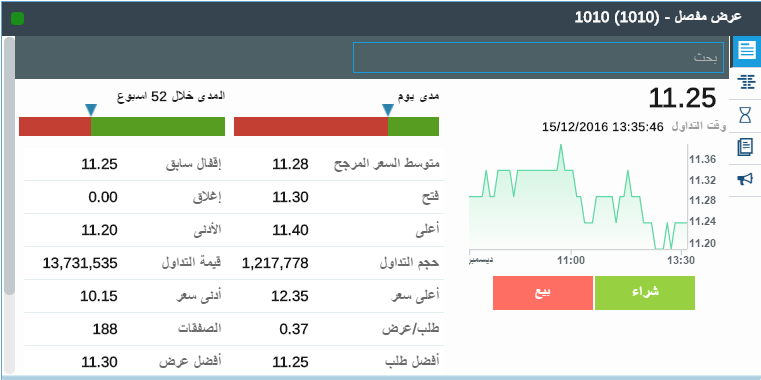 عرض مفصل - (1010) 1010
بحث
11.25
وقت التداول 15/12/2016 13:35:46
11.36
11.32
11.28
11.24
11.20
ديسمبر 11:00 13:30
شراء
بيع
مدى يوم
المدى خلال 52 اسبوع
متوسط السعر المرجح 11.28 إقفال سابق 11.25
فتح 11.30 إغلاق 0.00
أعلى 11.40 الأدنى 11.20
حجم التداول 1,217,778 قيمة التداول 13,731,535
أعلى سعر 12.35 أدنى سعر 10.15
طلب/عرض 0.37 الصفقات 188
أفضل طلب 11.25 أفضل عرض 11.30